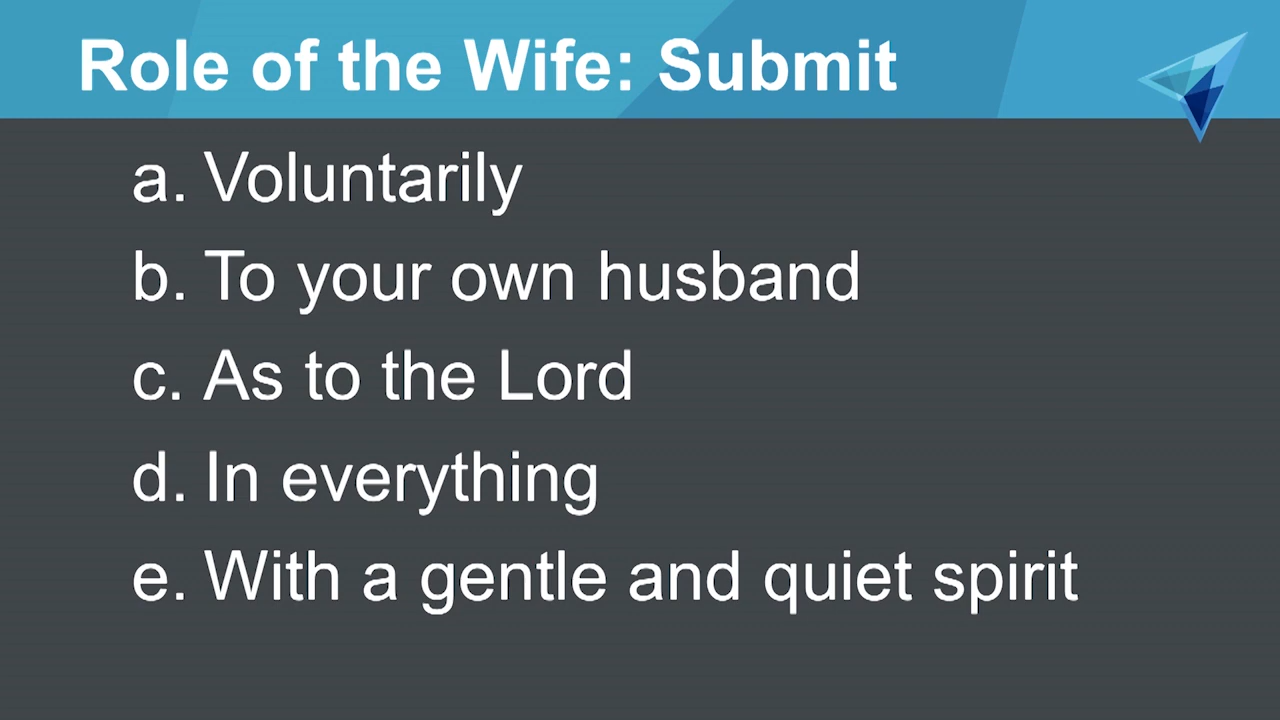 Role of the Wife: Submit
a. Voluntarily
b. To your own husband
c. As to the Lord
d. In everything
e. With a gentle and quiet spirit